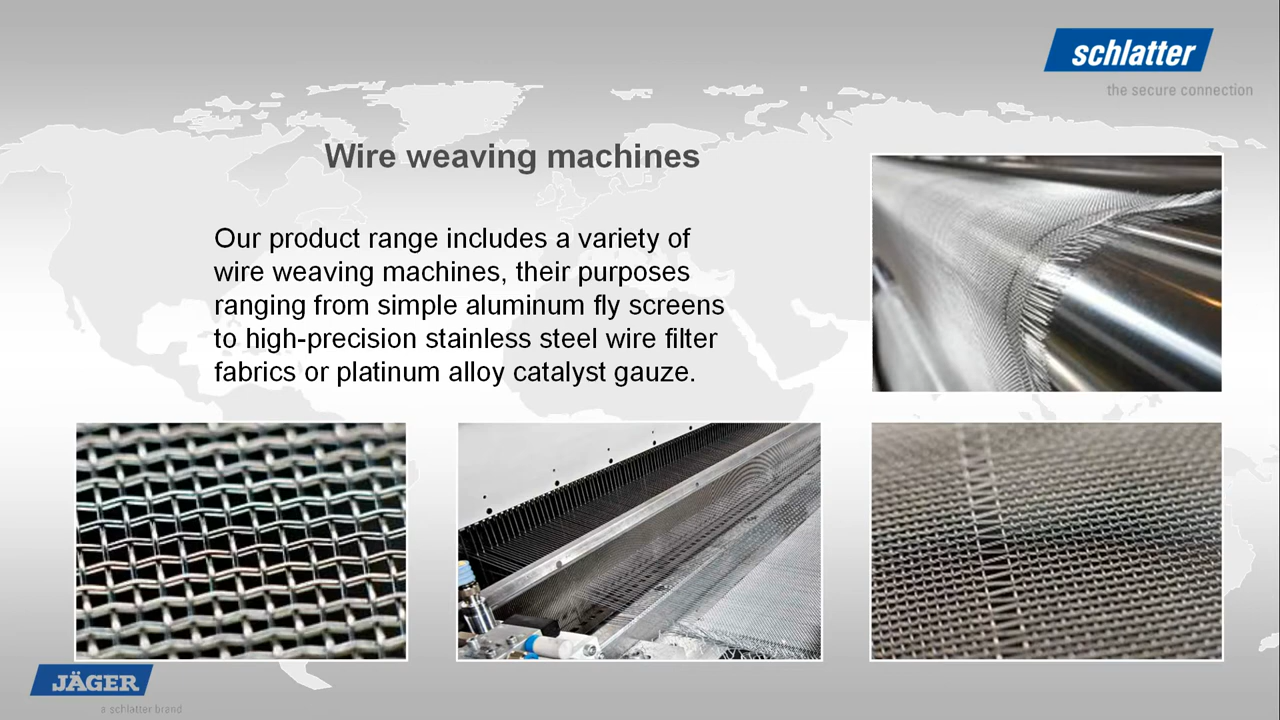 schlatter
the secure connection
Wire weaving machines
Our product range includes a variety of
wire weaving machines, their purposes
ranging from simple aluminum fly screens
to high-precision stainless steel wire filter
fabrics or platinum alloy catalyst gauze.
JÄGER
a schlatter brand